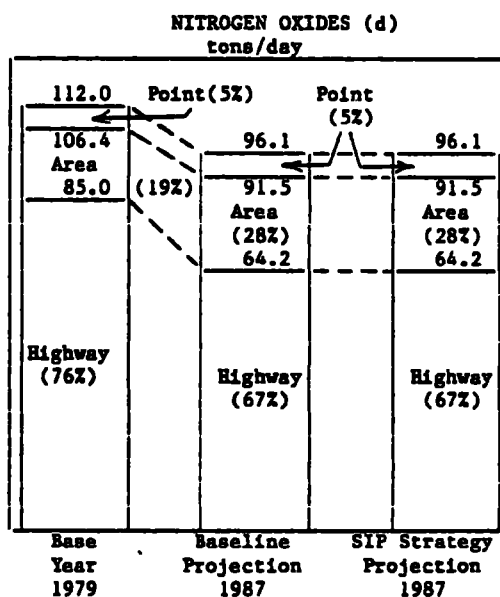 NITROGEN OXIDES (d)
tons/day
112.0 Point(5%) Point
(5%)
106.4 96.1 96.1
Area
85.0 (19%) 91.5 91.5
Area Area
(28%) (28%)
64.2 64.2
Highway
(76%) Highway Highway
(67%) (67%)
Base Baseline SIP Strategy
Year Projection Projection
1979 1987 1987